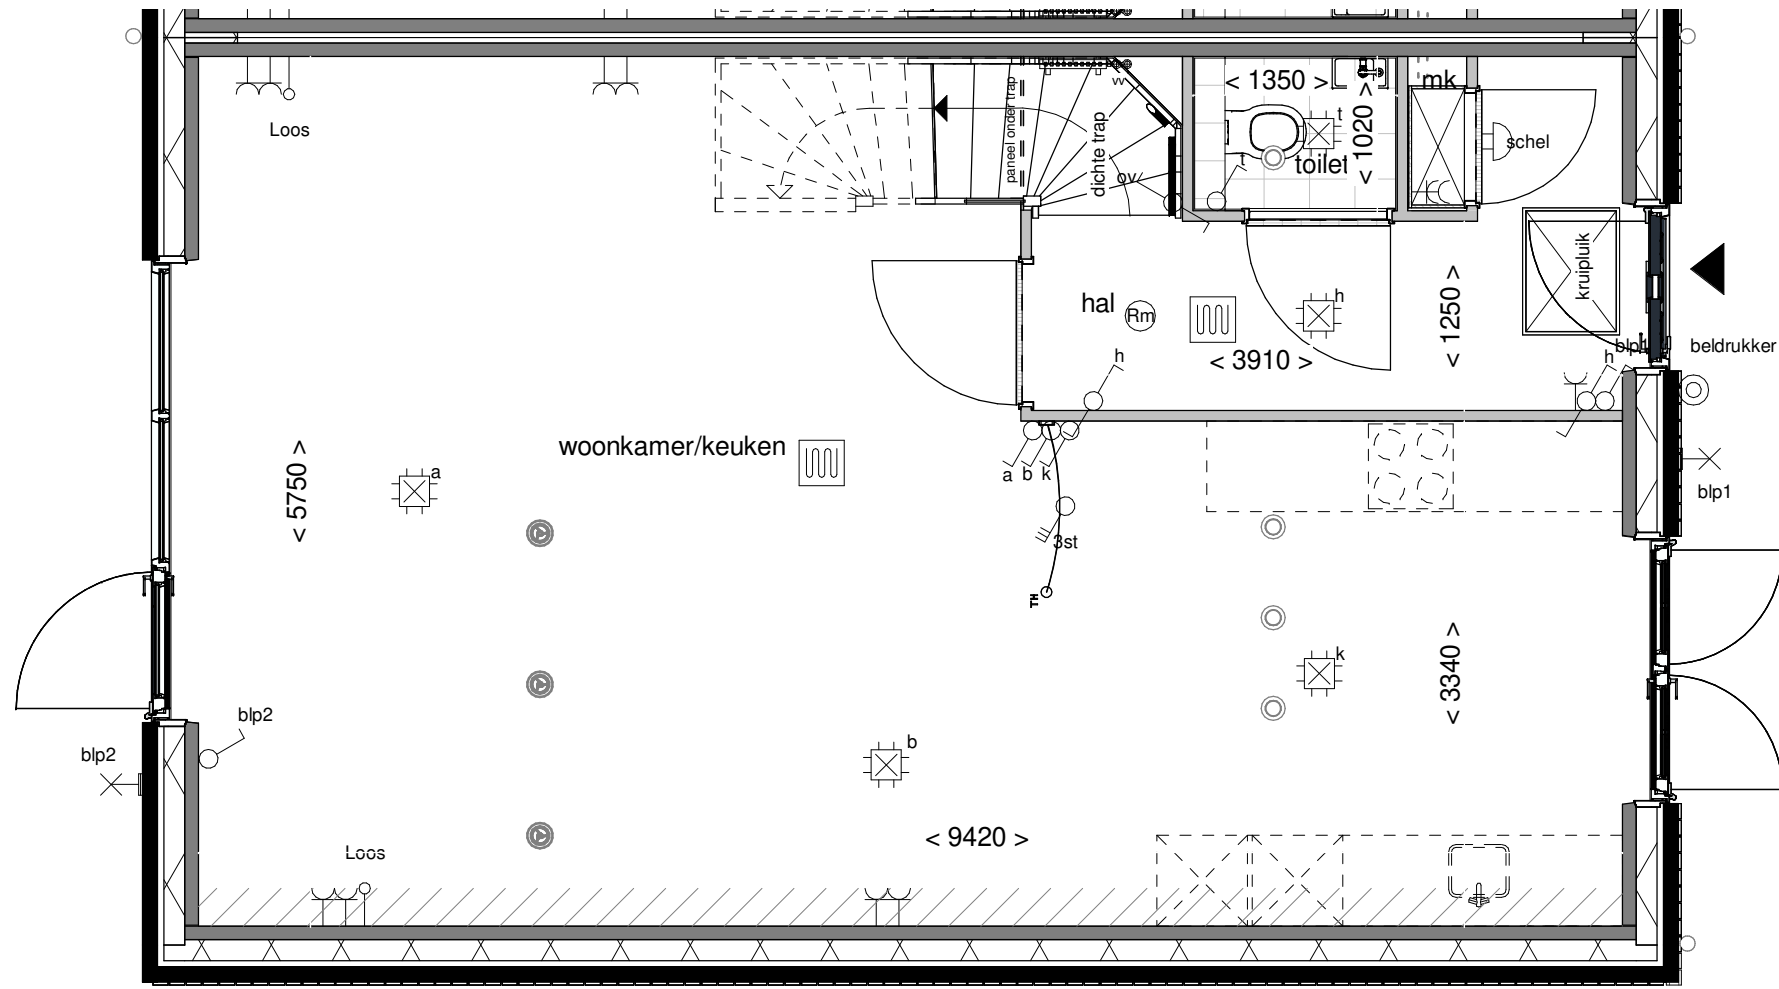 < 1350 >
mk
Loos
paneel onder trap
dichte trap
vv
ov
t
t
toilet
< 1020 >
schel
kruipluik
hal
Rm
h
< 3910 >
< 1250 >
h
h
blp1
beldrukker
woonkamer/keuken
a
< 5750 >
a
b
k
3st
TH
blp1
k
< 3340 >
blp2
blp2
b
< 9420 >
Loos